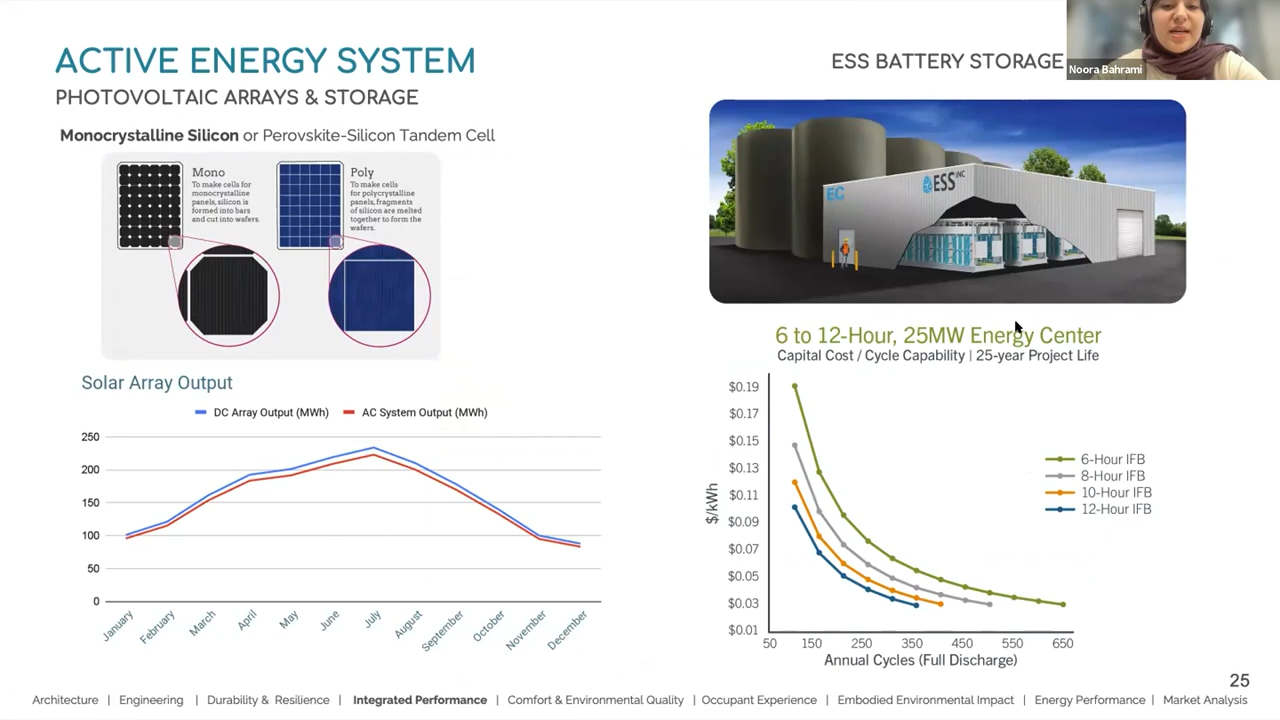 ACTIVE ENERGY SYSTEM
PHOTOVOLTAIC ARRAYS & STORAGE
Monocrystalline Silicon or Perovskite-Silicon Tandem Cell
Mono
To make cells for
monocrystalline
panels, silicon is
formed into bars
and cut into wafers.
Poly
To make cells
for polycrystalline
panels, fragments
of silicon are melted
together to form the
wafers.
Solar Array Output
DC Array Output (MWh)
AC System Output (MWh)
250
200
150
100
50
0
January
February
March
April
May
June
July
August
September
October
November
December
ESS BATTERY STORAGE
Noora Bahrami
EC
ESS INC
6 to 12-Hour, 25MW Energy Center
Capital Cost / Cycle Capability | 25-year Project Life
$/kWh
$0.19
$0.17
$0.15
$0.13
$0.11
$0.09
$0.07
$0.05
$0.03
$0.01
6-Hour IFB
8-Hour IFB
10-Hour IFB
12-Hour IFB
50 150 250 350 450 550 650
Annual Cycles (Full Discharge)
25
Architecture | Engineering | Durability & Resilience | Integrated Performance | Comfort & Environmental Quality | Occupant Experience | Embodied Environmental Impact | Energy Performance | Market Analysis